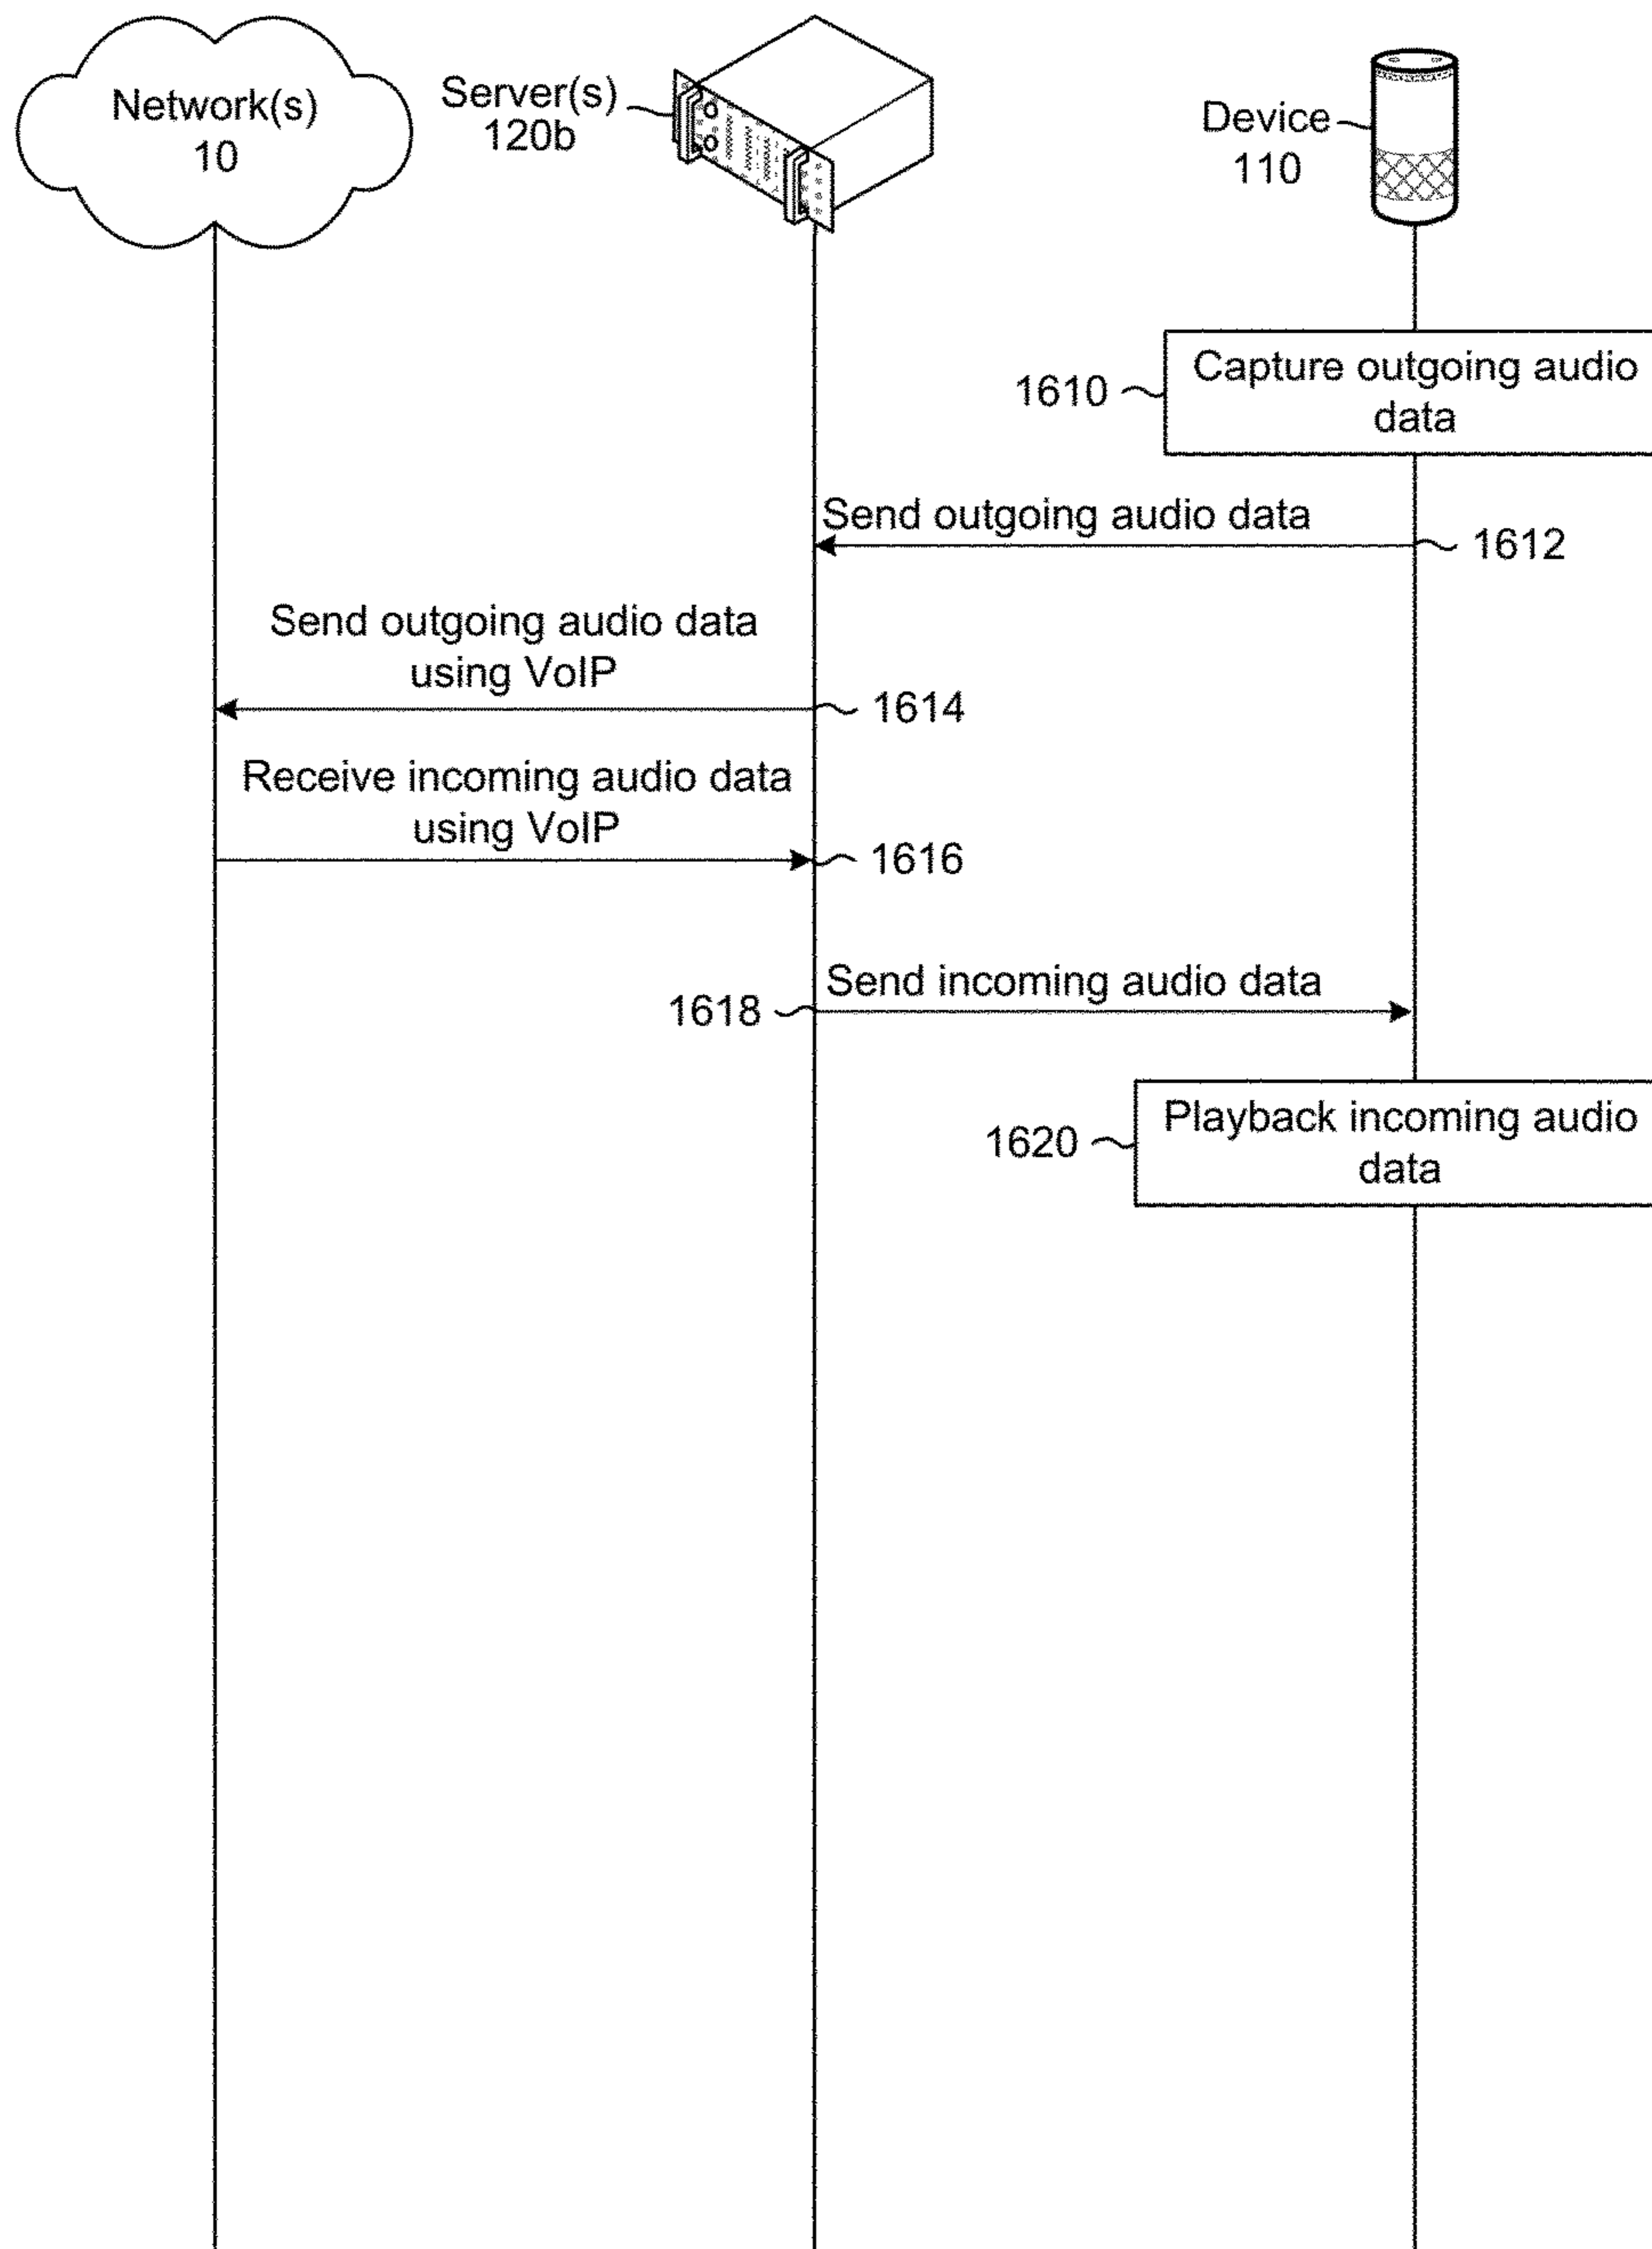 Network(s)
10
Server(s)
120b
Device
110
1610
Capture outgoing audio
data
Send outgoing audio data
1612
Send outgoing audio data
using VoIP
1614
Receive incoming audio data
using VoIP
1616
Send incoming audio data
1618
Playback incoming audio
data
1620